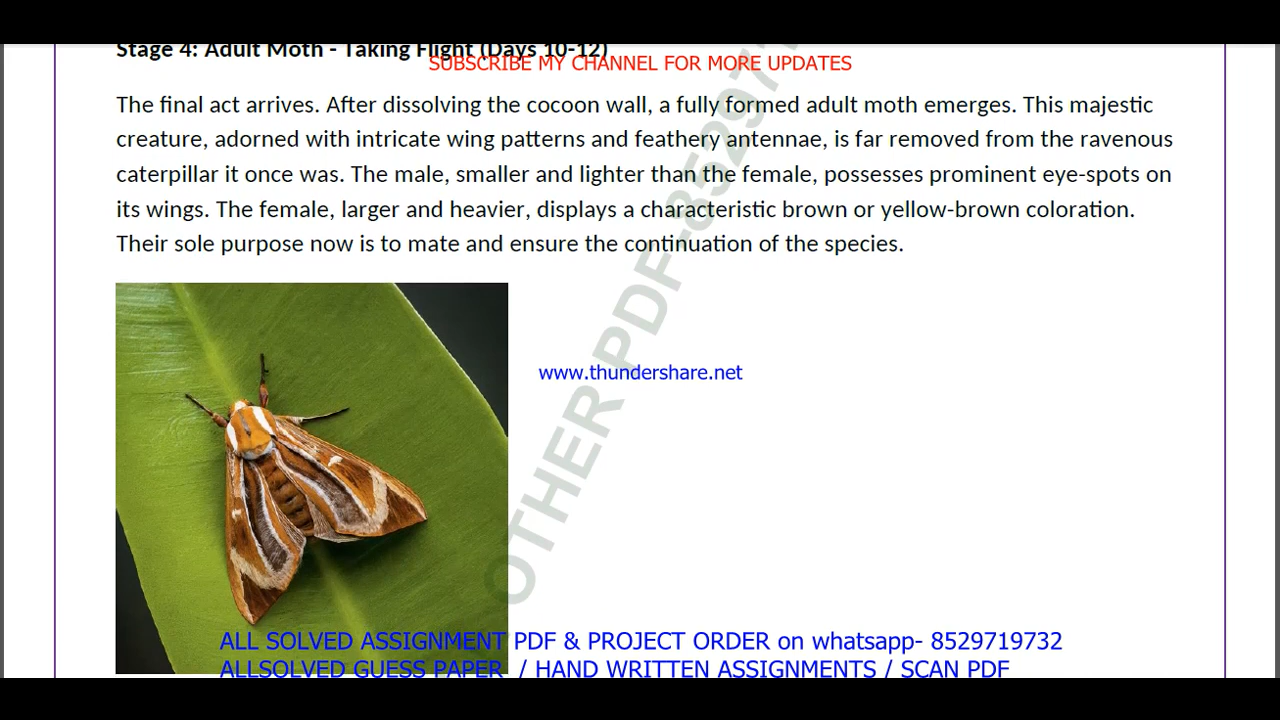 Stage 4: Adult Moth - Taking Flight (Days 10-12)
SUBSCRIBE MY CHANNEL FOR MORE UPDATES
The final act arrives. After dissolving the cocoon wall, a fully formed adult moth emerges. This majestic
creature, adorned with intricate wing patterns and feathery antennae, is far removed from the ravenous
caterpillar it once was. The male, smaller and lighter than the female, possesses prominent eye-spots on
its wings. The female, larger and heavier, displays a characteristic brown or yellow-brown coloration.
Their sole purpose now is to mate and ensure the continuation of the species.
www.thundershare.net
OTHER PDF-852971
ALL SOLVED ASSIGNMENT PDF & PROJECT ORDER on whatsapp- 8529719732
ALLSOLVED GUESS PAPER / HAND WRITTEN ASSIGNMENTS / SCAN PDF